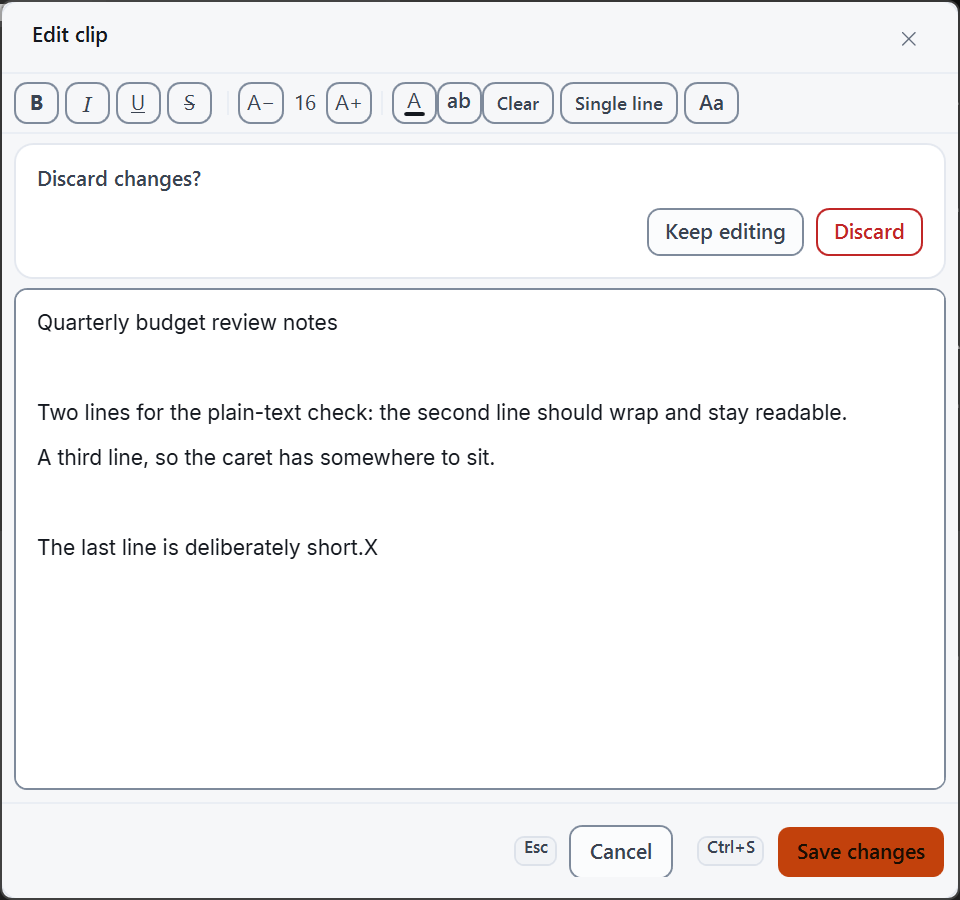 Edit clip
B I U S A− 16 A+ A ab Clear Single line Aa
Discard changes?
Keep editing Discard
Quarterly budget review notes
Two lines for the plain-text check: the second line should wrap and stay readable.
A third line, so the caret has somewhere to sit.
The last line is deliberately short.X
Esc Cancel Ctrl+S Save changes